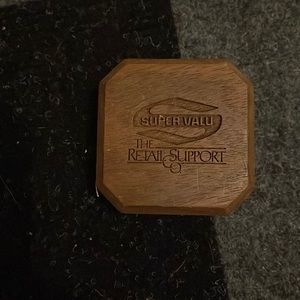 SUPER VALU
THE
RETAIL SUPPORT
CO